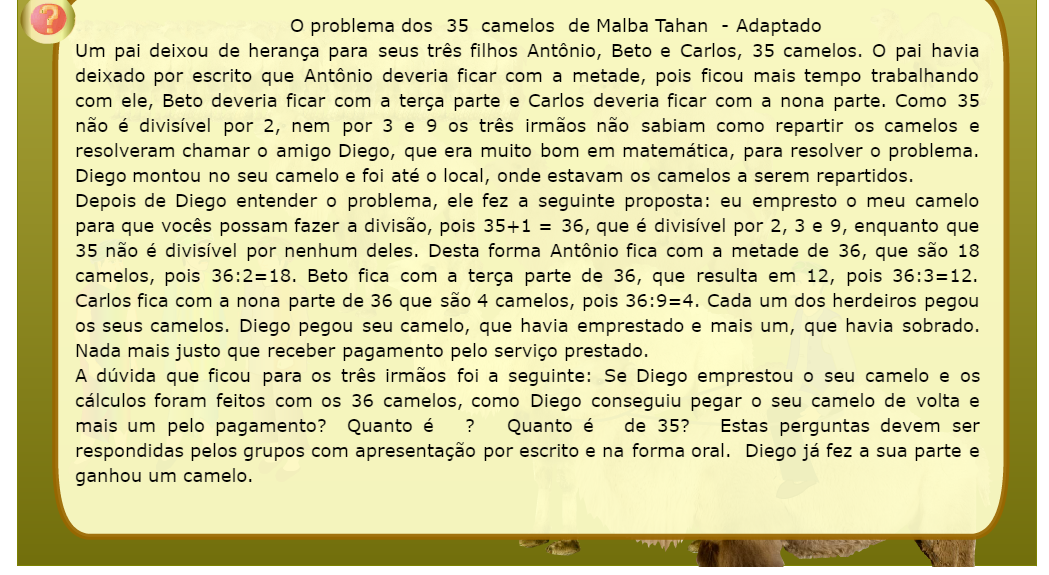 ?
O problema dos 35 camelos de Malba Tahan - Adaptado
Um pai deixou de herança para seus três filhos Antônio, Beto e Carlos, 35 camelos. O pai havia
deixado por escrito que Antônio deveria ficar com a metade, pois ficou mais tempo trabalhando
com ele, Beto deveria ficar com a terça parte e Carlos deveria ficar com a nona parte. Como 35
não é divisível por 2, nem por 3 e 9 os três irmãos não sabiam como repartir os camelos e
resolveram chamar o amigo Diego, que era muito bom em matemática, para resolver o problema.
Diego montou no seu camelo e foi até o local, onde estavam os camelos a serem repartidos.
Depois de Diego entender o problema, ele fez a seguinte proposta: eu empresto o meu camelo
para que vocês possam fazer a divisão, pois 35+1 = 36, que é divisível por 2, 3 e 9, enquanto que
35 não é divisível por nenhum deles. Desta forma Antônio fica com a metade de 36, que são 18
camelos, pois 36:2=18. Beto fica com a terça parte de 36, que resulta em 12, pois 36:3=12.
Carlos fica com a nona parte de 36 que são 4 camelos, pois 36:9=4. Cada um dos herdeiros pegou
os seus camelos. Diego pegou seu camelo, que havia emprestado e mais um, que havia sobrado.
Nada mais justo que receber pagamento pelo serviço prestado.
A dúvida que ficou para os três irmãos foi a seguinte: Se Diego emprestou o seu camelo e os
cálculos foram feitos com os 36 camelos, como Diego conseguiu pegar o seu camelo de volta e
mais um pelo pagamento? Quanto é ? Quanto é de 35? Estas perguntas devem ser
respondidas pelos grupos com apresentação por escrito e na forma oral. Diego já fez a sua parte e
ganhou um camelo.